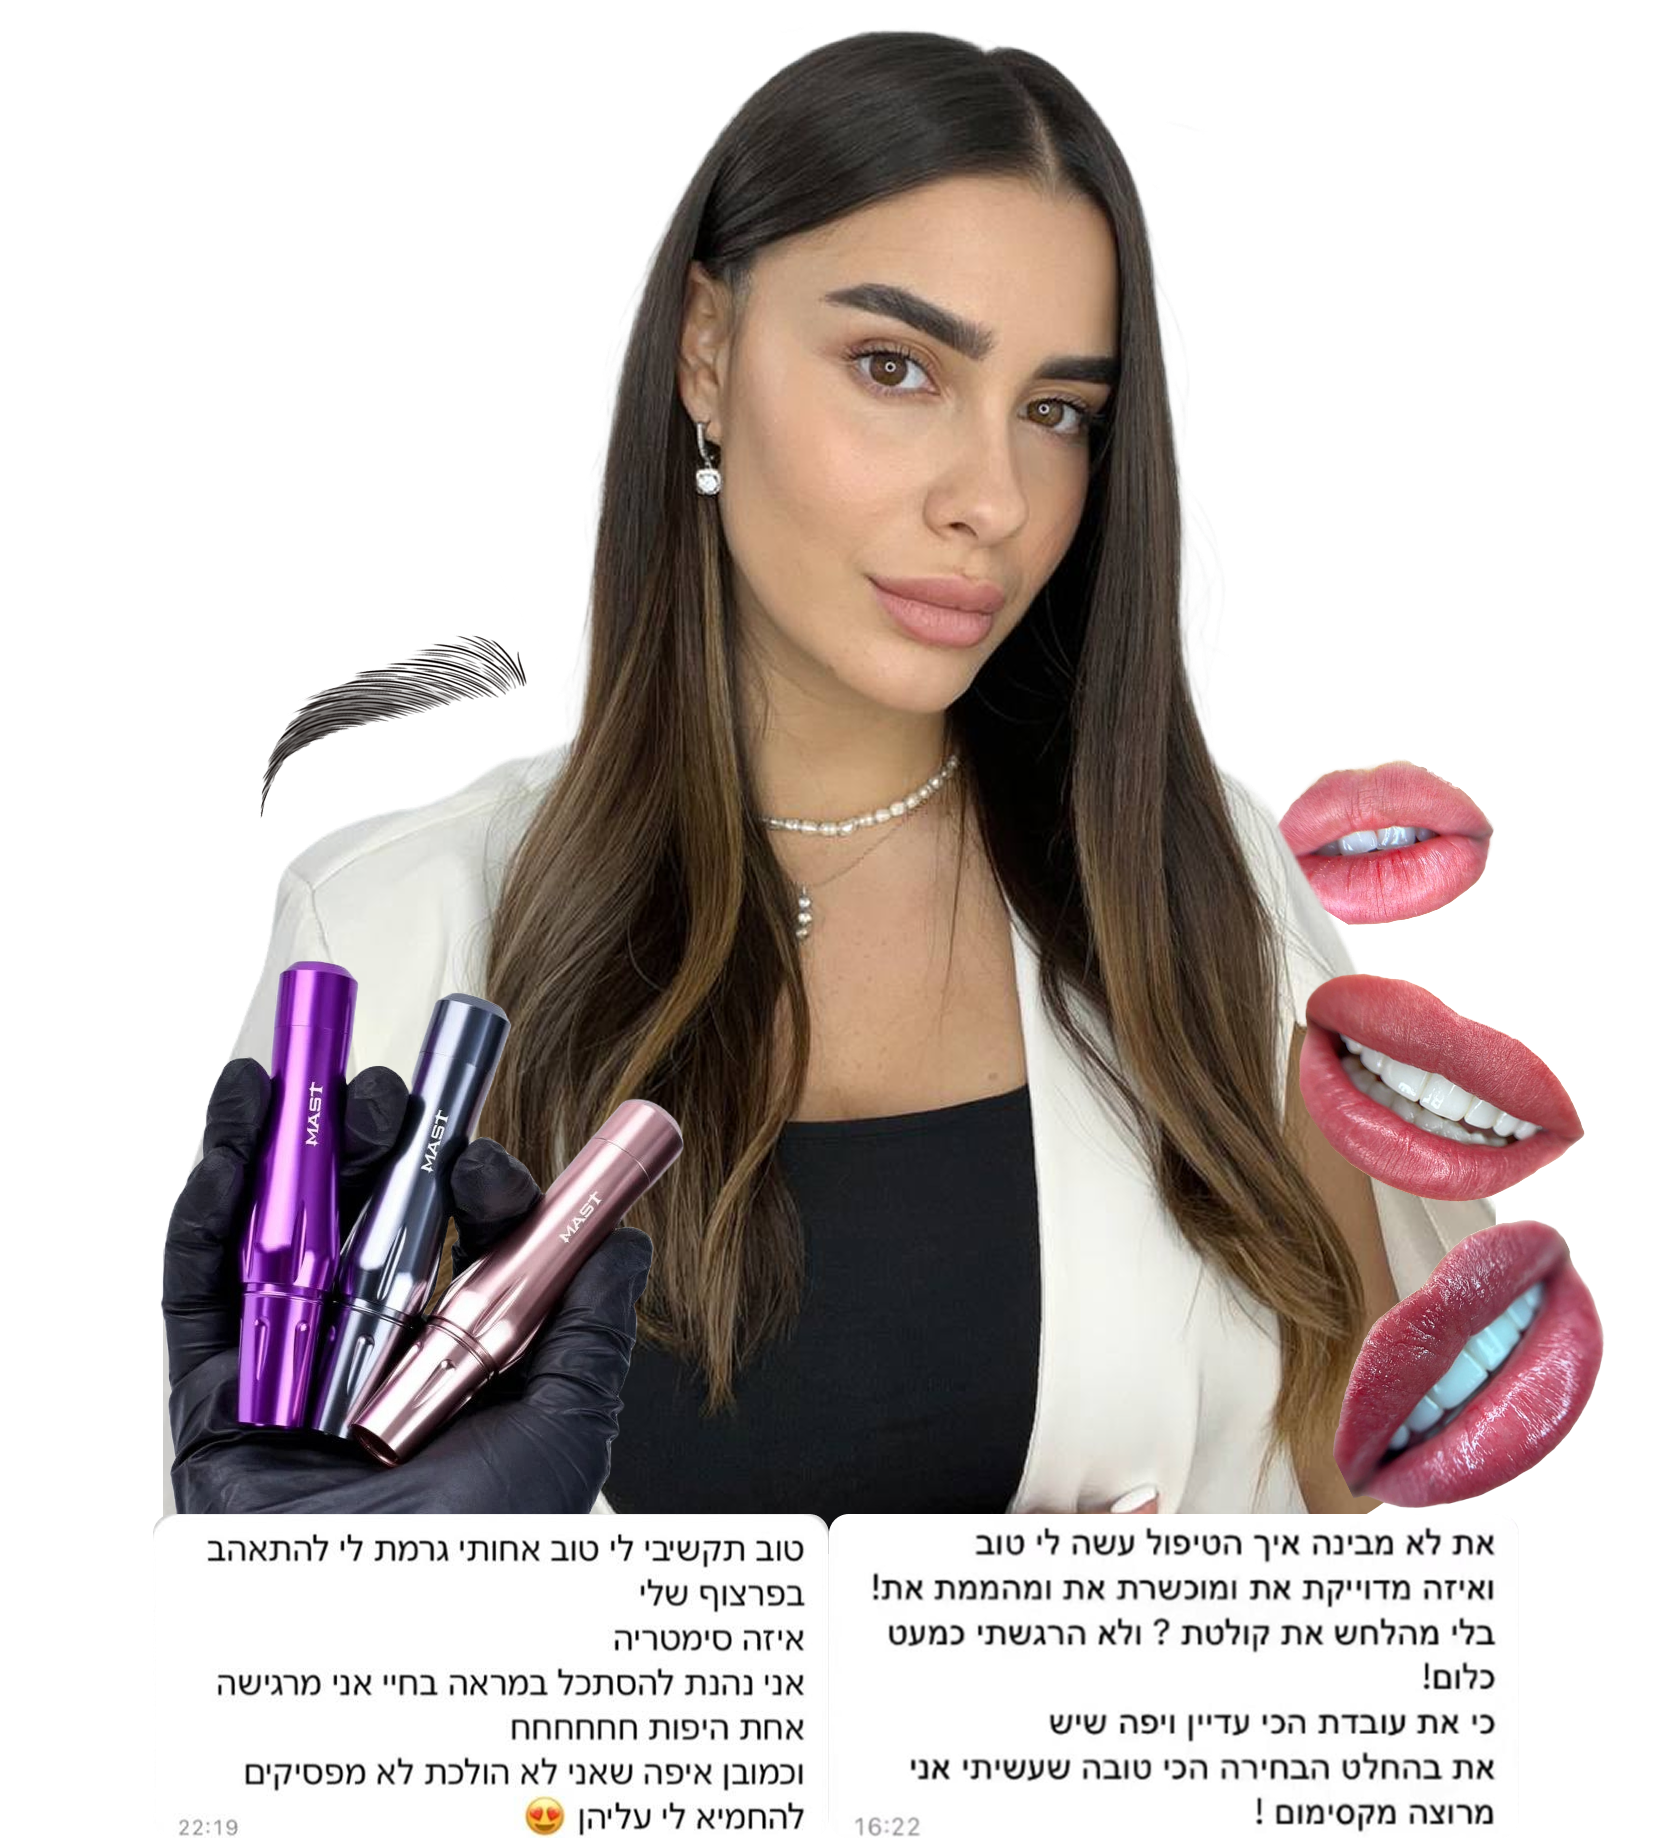 MAST
MAST
MAST
את לא מבינה איך הטיפול עשה לי טוב
ואיזה מדוייקת את ומוכשרת את ומהממת את!
בלי מהלחש את קולטת ? ולא הרגשתי כמעט
כלום!
כי את עובדת הכי עדיין ויפה שיש
את בהחלט הבחירה הכי טובה שעשיתי אני
מרוצה מקסימום !
16:22
טוב תקשיבי לי טוב אחותי גרמת לי להתאהב
בפרצוף שלי
איזה סימטריה
אני נהנת להסתכל במראה בחיי אני מרגישה
אחת היפות חחחחחח
וכמובן איפה שאני לא הולכת לא מפסיקים
להחמיא לי עליהן 😍
22:19